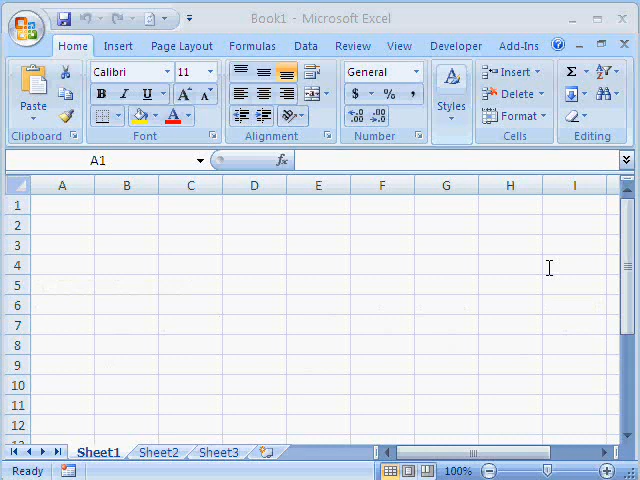 Book1 - Microsoft Excel
Home Insert Page Layout Formulas Data Review View Developer Add-Ins
Calibri 11 General Insert Σ
Paste B I U A A $ % , Styles Delete
A .00 .0 Format
Clipboard Font Alignment Number Cells Editing
A1 fx
A B C D E F G H I
1
2
3
4
5
6
7
8
9
10
11
12
Sheet1 Sheet2 Sheet3
Ready 100%